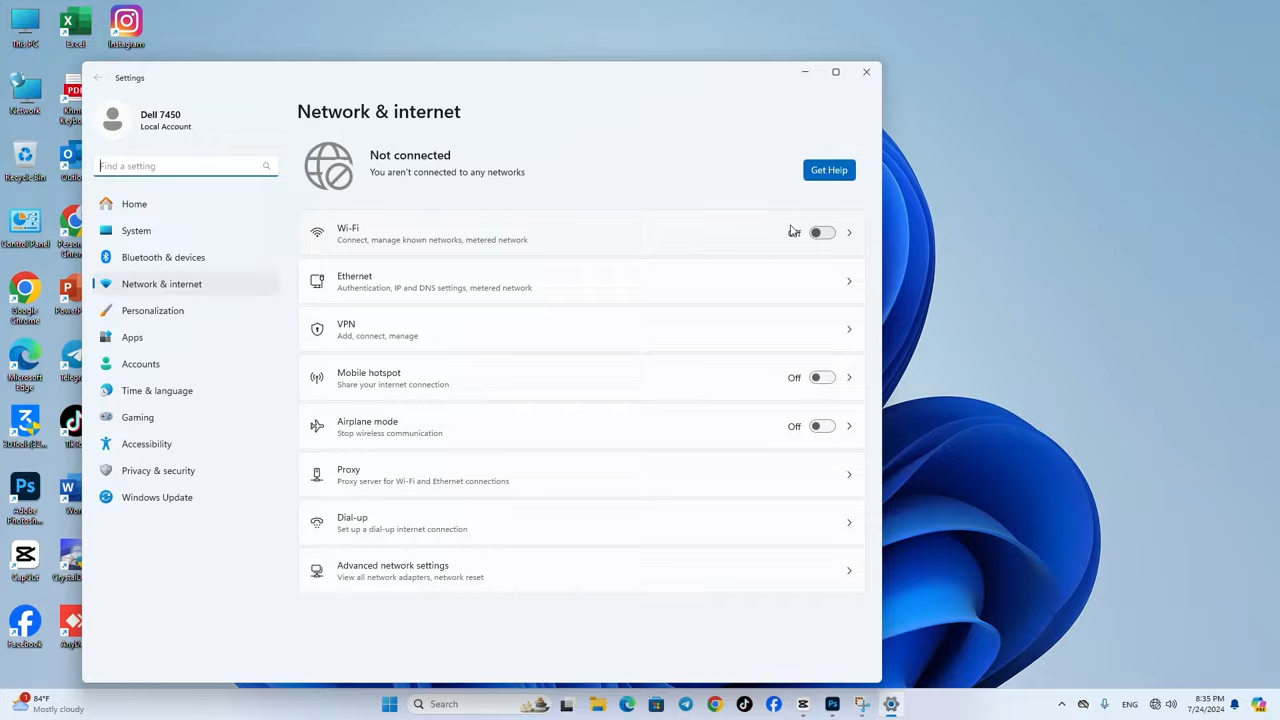 This PC
Excel
Instagram
Network
PDF
Recycle Bin
Control Panel
Google
Chrome
Microsoft
Edge
Adobe
Photosh...
CapCut
Facebook
Settings
Dell 7450
Local Account
Find a setting
Home
System
Bluetooth & devices
Network & internet
Personalization
Apps
Accounts
Time & language
Gaming
Accessibility
Privacy & security
Windows Update
Network & internet
Not connected
You aren't connected to any networks
Get Help
Wi-Fi
Connect, manage known networks, metered network
Ethernet
Authentication, IP and DNS settings, metered network
VPN
Add, connect, manage
Mobile hotspot
Share your internet connection
Off
Airplane mode
Stop wireless communication
Off
Proxy
Proxy server for Wi-Fi and Ethernet connections
Dial-up
Set up a dial-up internet connection
Advanced network settings
View all network adapters, network reset
1
84°F
Mostly cloudy
Search
ENG
8:35 PM
7/24/2024